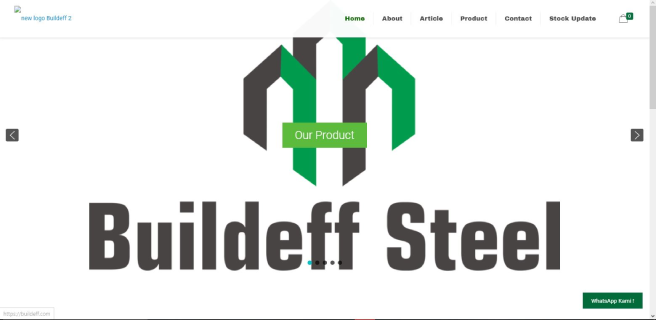 new logo Buildeff 2
Home About Article Product Contact Stock Update 0
Our Product
Buildeff Steel
WhatsApp Kami !
https://buildeff.com